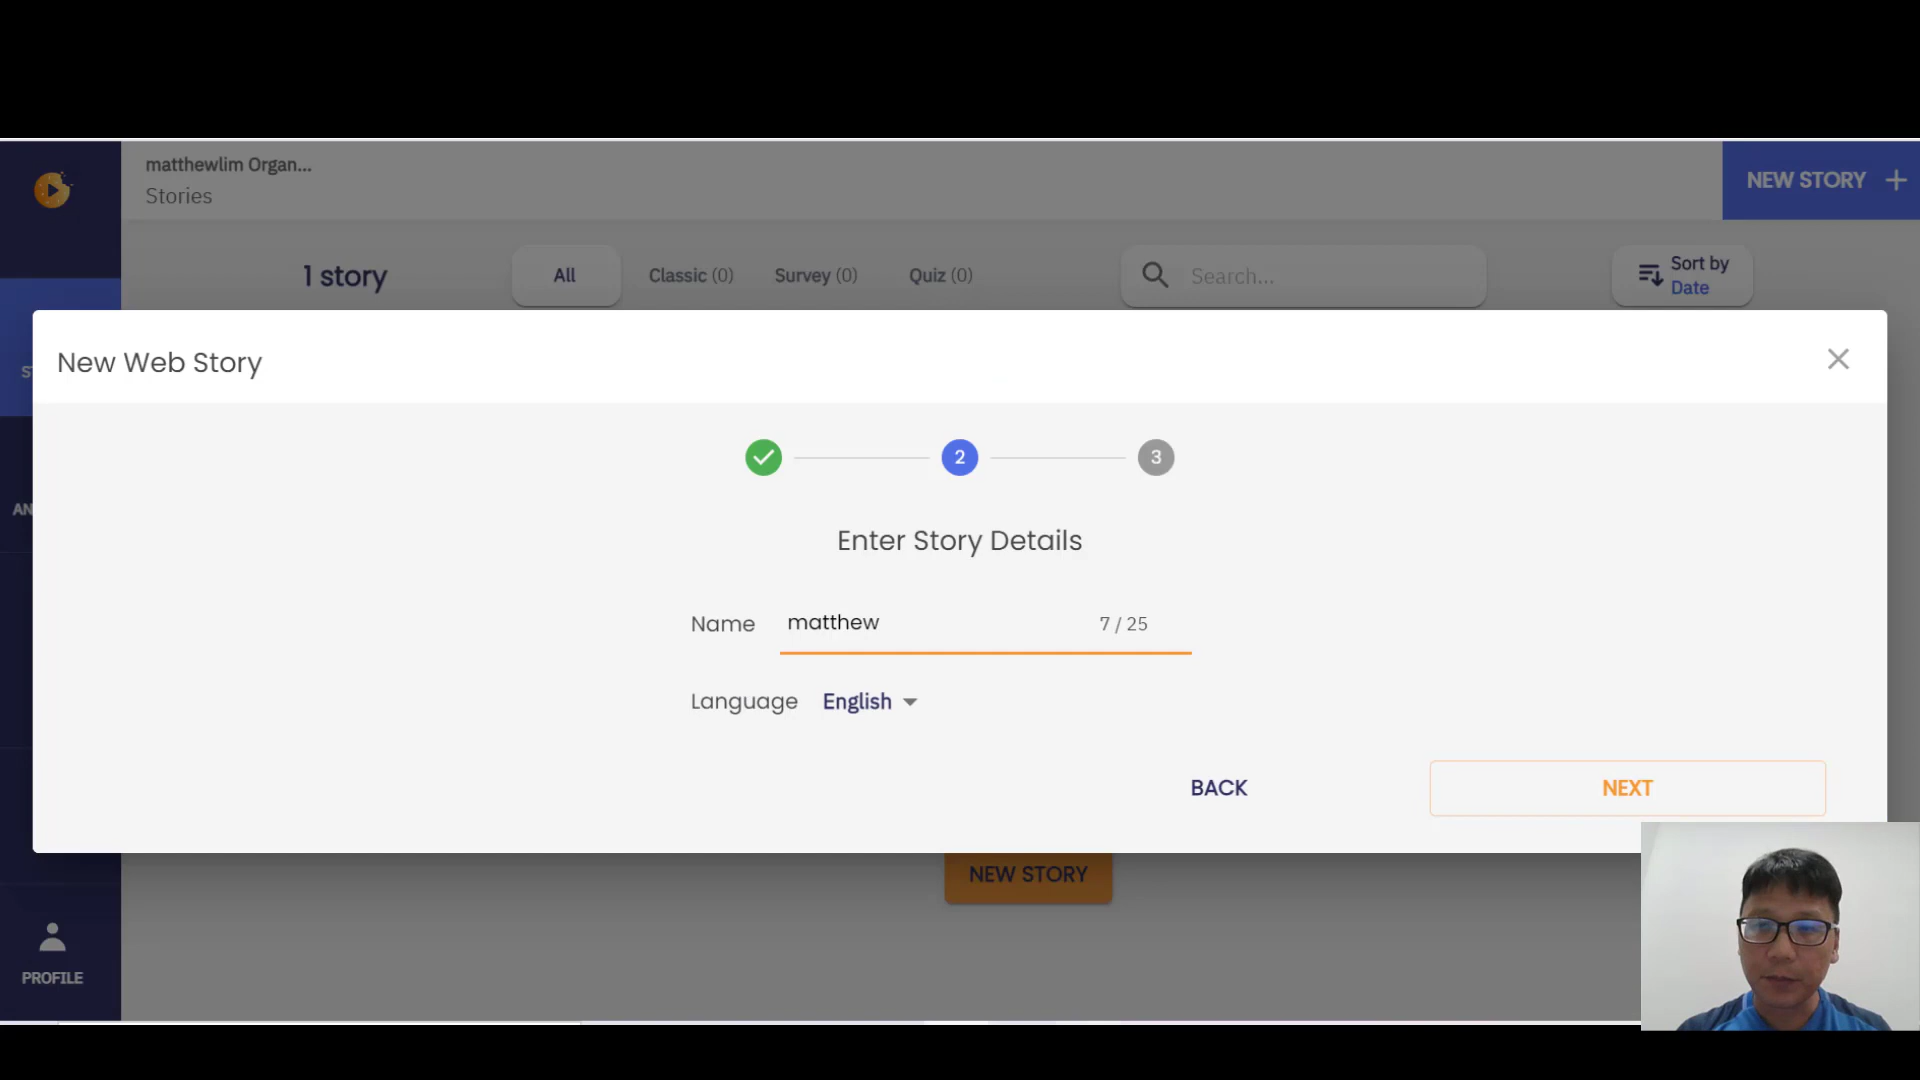 matthewlim Organ...
Stories
NEW STORY +
1 story
All
Classic (0)
Survey (0)
Quiz (0)
Search...
Sort by
Date
New Web Story
2
3
Enter Story Details
Name
matthew
7 / 25
Language
English
BACK
NEXT
NEW STORY
PROFILE